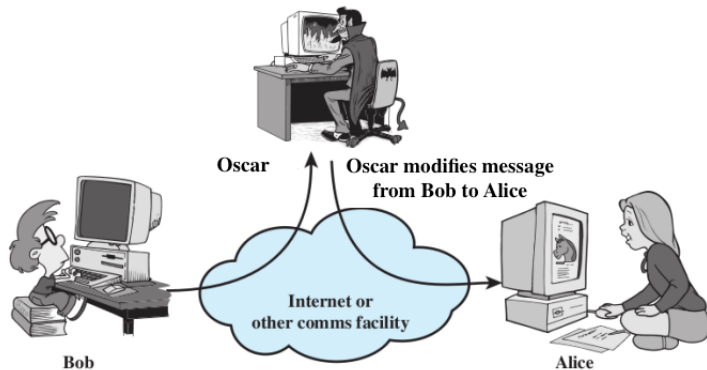 Oscar
Oscar modifies message
from Bob to Alice
Internet or
other comms facility
Bob
Alice